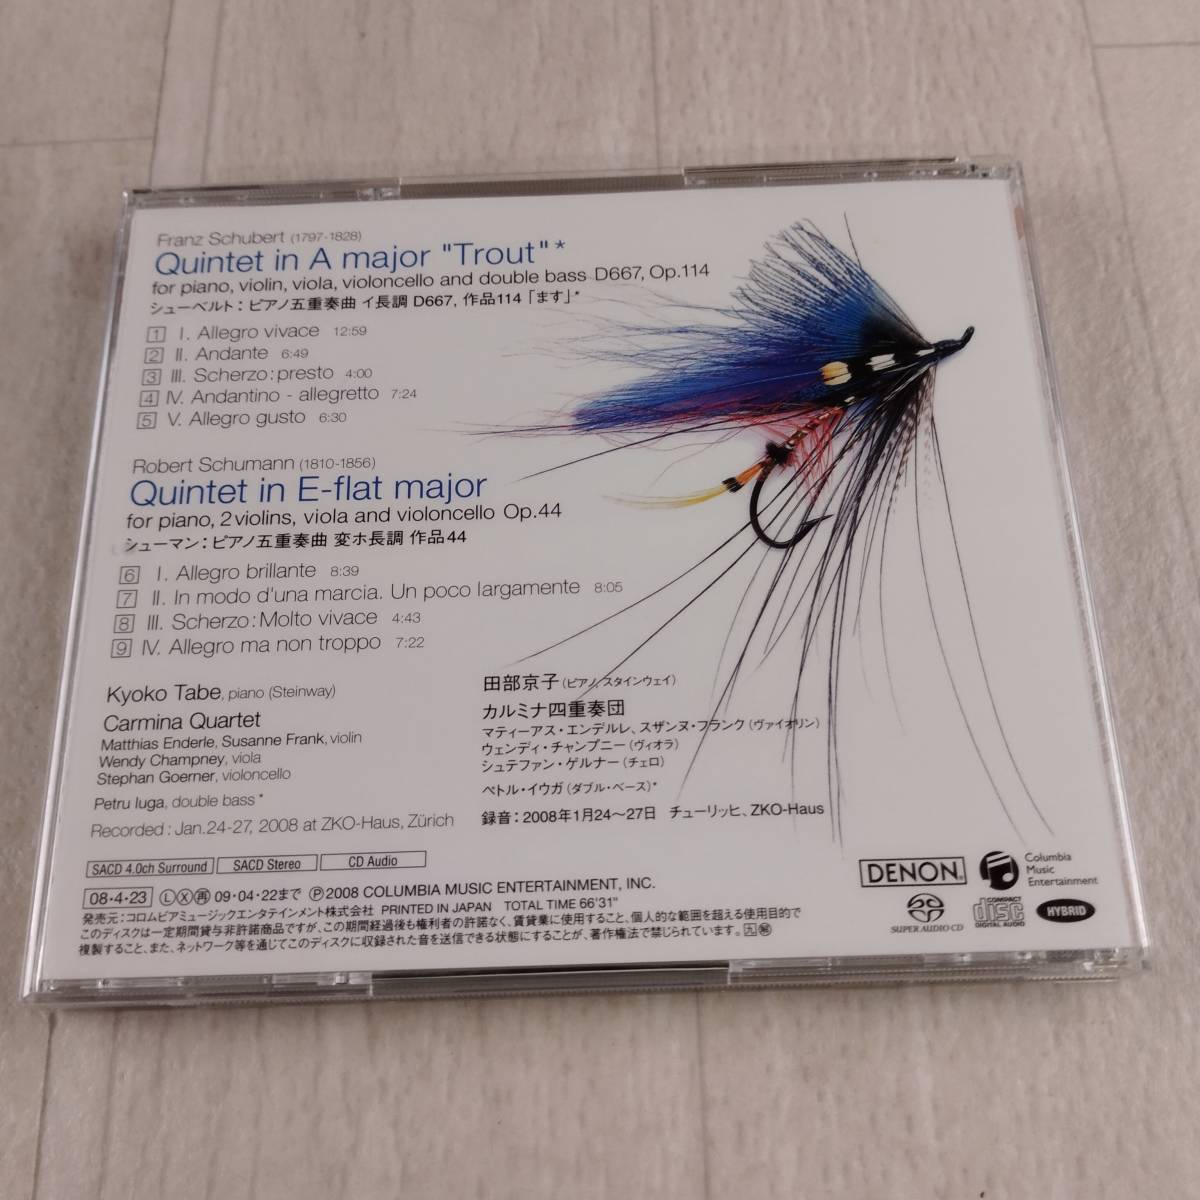 Franz Schubert (1797-1828)
Quintet in A major "Trout"*
for piano, violin, viola, violoncello and double bass D667, Op.114
シューベルト：ピアノ五重奏曲 イ長調 D667, 作品114「ます」*
1 I. Allegro vivace 12:59
2 II. Andante 6:49
3 III. Scherzo: presto 4:00
4 IV. Andantino - allegretto 7:24
5 V. Allegro gusto 6:30
Robert Schumann (1810-1856)
Quintet in E-flat major
for piano, 2 violins, viola and violoncello Op.44
シューマン：ピアノ五重奏曲 変ホ長調 作品44
6 I. Allegro brillante 8:39
7 II. In modo d'una marcia. Un poco largamente 8:05
8 III. Scherzo: Molto vivace 4:43
9 IV. Allegro ma non troppo 7:22
Kyoko Tabe, piano (Steinway)
Carmina Quartet
Matthias Enderle, Susanne Frank, violin
Wendy Champney, viola
Stephan Goerner, violoncello
Petru Iuga, double bass*
Recorded: Jan.24-27, 2008 at ZKO-Haus, Zürich
田部京子(ピアノ, スタインウェイ)
カルミナ四重奏団
マティーアス・エンデルレ、スザンヌ・フランク(ヴァイオリン)
ウェンディ・チャンプニー(ヴィオラ)
シュテファン・ゲルナー(チェロ)
ペトル・イウガ(ダブル・ベース)*
録音：2008年1月24〜27日 チューリッヒ、ZKO-Haus
SACD 4.0ch Surround SACD Stereo CD Audio
08・4・23 Ⓛ Ⓧ 再 09・04・22まで Ⓟ2008 COLUMBIA MUSIC ENTERTAINMENT, INC.
発売元：コロムビアミュージックエンタテインメント株式会社 PRINTED IN JAPAN TOTAL TIME 66'31"
このディスクは一定期間貸与非許諾商品ですが、この期間経過後も権利者の許諾なく、賃貸業に使用すること、個人的な範囲を超える使用目的で
複製すること、また、ネットワーク等を通じてこのディスクに収録された音を送信できる状態にすることが、著作権法で禁じられています。
DENON
Columbia
Music
Entertainment
SUPER AUDIO CD
COMPACT
disc
DIGITAL AUDIO
HYBRID